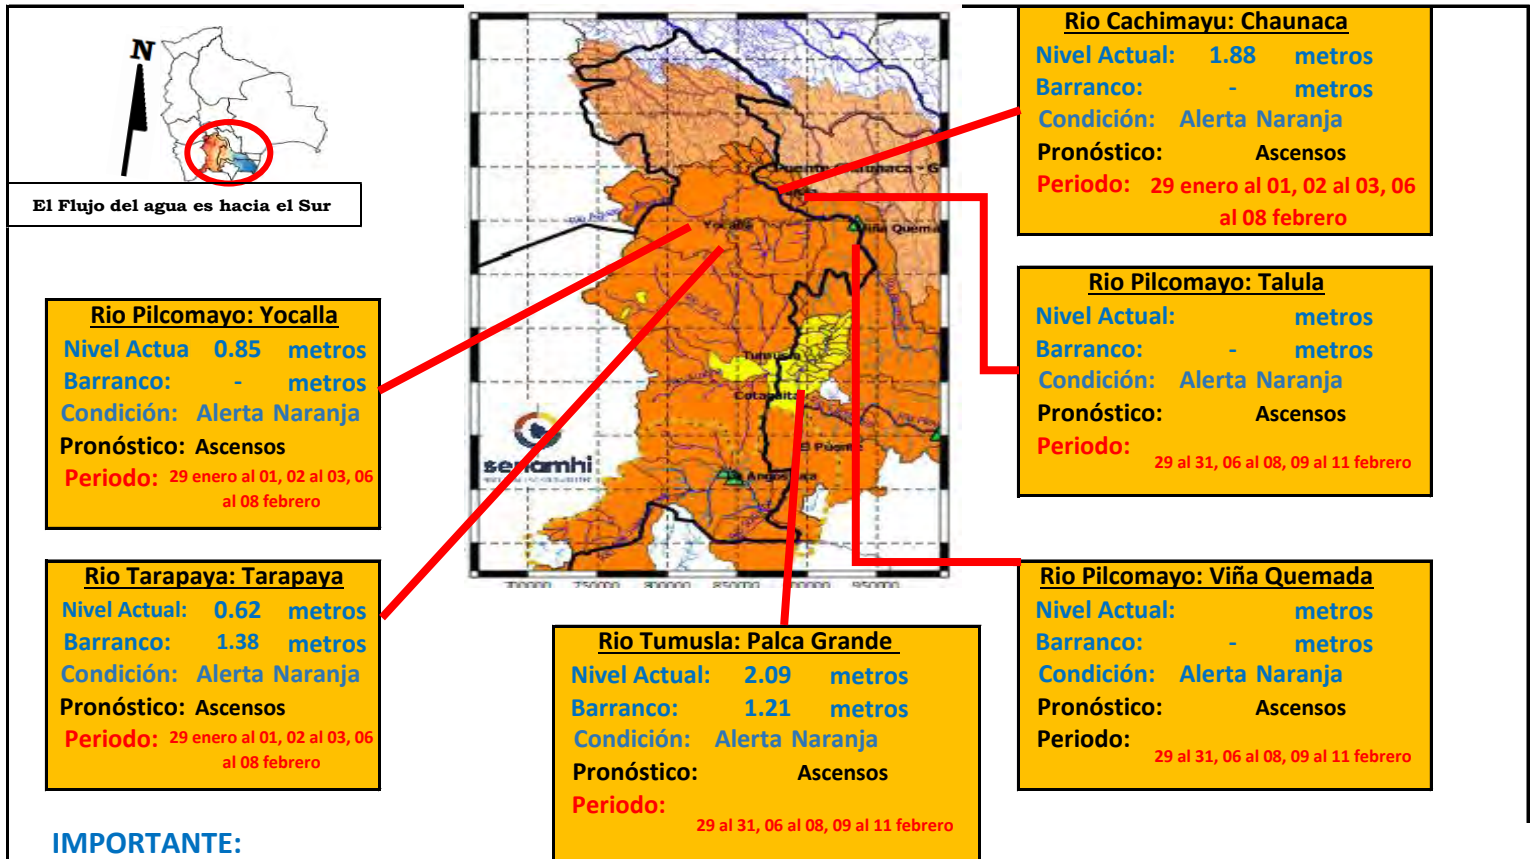 N
El Flujo del agua es hacia el Sur
Rio Cachimayu: Chaunaca
Nivel Actual: 1.88 metros
Barranco: - metros
Condición: Alerta Naranja
Pronóstico: Ascensos
Periodo: 29 enero al 01, 02 al 03, 06
al 08 febrero
Rio Pilcomayo: Talula
Nivel Actual: metros
Barranco: - metros
Condición: Alerta Naranja
Pronóstico: Ascensos
Periodo:
29 al 31, 06 al 08, 09 al 11 febrero
Rio Pilcomayo: Yocalla
Nivel Actua 0.85 metros
Barranco: - metros
Condición: Alerta Naranja
Pronóstico: Ascensos
Periodo: 29 enero al 01, 02 al 03, 06
al 08 febrero
Rio Tarapaya: Tarapaya
Nivel Actual: 0.62 metros
Barranco: 1.38 metros
Condición: Alerta Naranja
Pronóstico: Ascensos
Periodo: 29 enero al 01, 02 al 03, 06
al 08 febrero
Rio Tumusla: Palca Grande
Nivel Actual: 2.09 metros
Barranco: 1.21 metros
Condición: Alerta Naranja
Pronóstico: Ascensos
Periodo:
29 al 31, 06 al 08, 09 al 11 febrero
Rio Pilcomayo: Viña Quemada
Nivel Actual: metros
Barranco: - metros
Condición: Alerta Naranja
Pronóstico: Ascensos
Periodo:
29 al 31, 06 al 08, 09 al 11 febrero
Yocalla
Viña Quema
Tumusla
Cotagaita
El Puente
senamhi
700000 750000 800000 850000 900000 950000
IMPORTANTE: